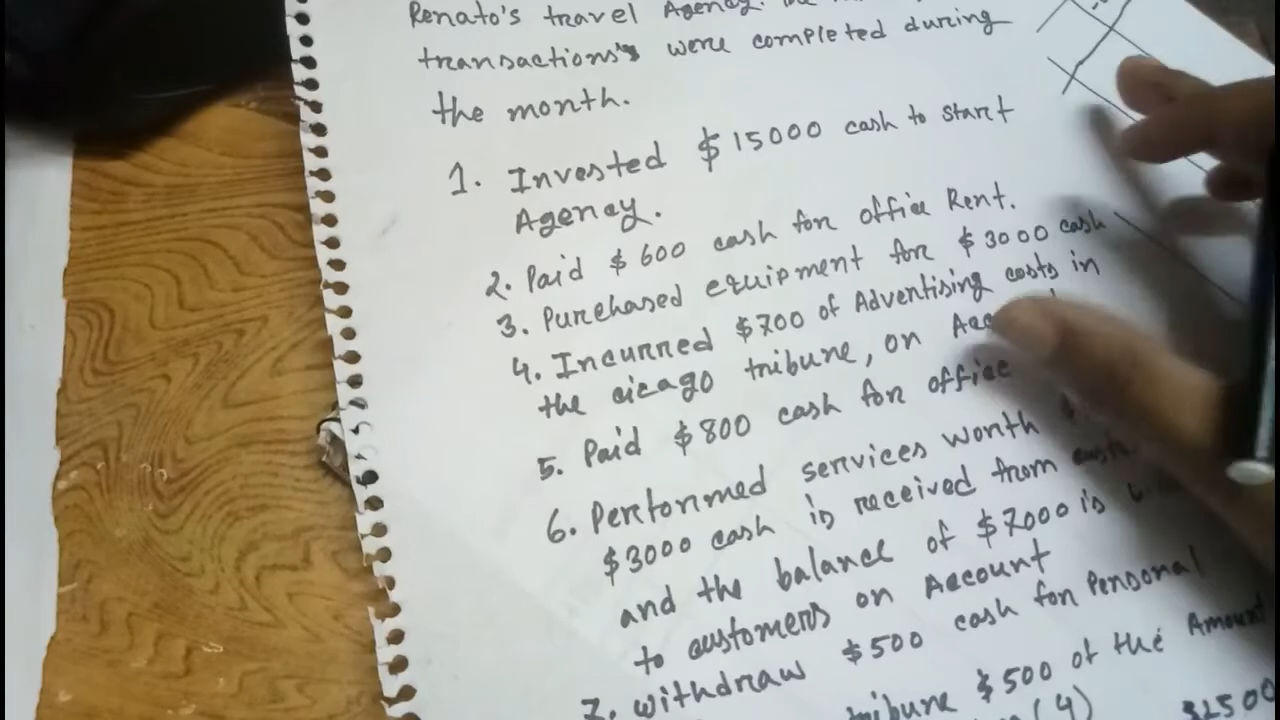 Renato's travel Agency.
transactions's were completed during
the month.
1. Invested $15000 cash to start
Agency.
2. Paid $600 cash for office Rent.
3. Purchased equipment for $3000 cash
4. Incurred $700 of Advertising costs in
the cicago tribune, on
5. Paid $800 cash for office
6. Performed services worth
$3000 cash is received from
and the balance of $7000 is
to customers on Account
7. withdraw $500 cash for Personal
tribune $500 of the Amount
(4) $2500